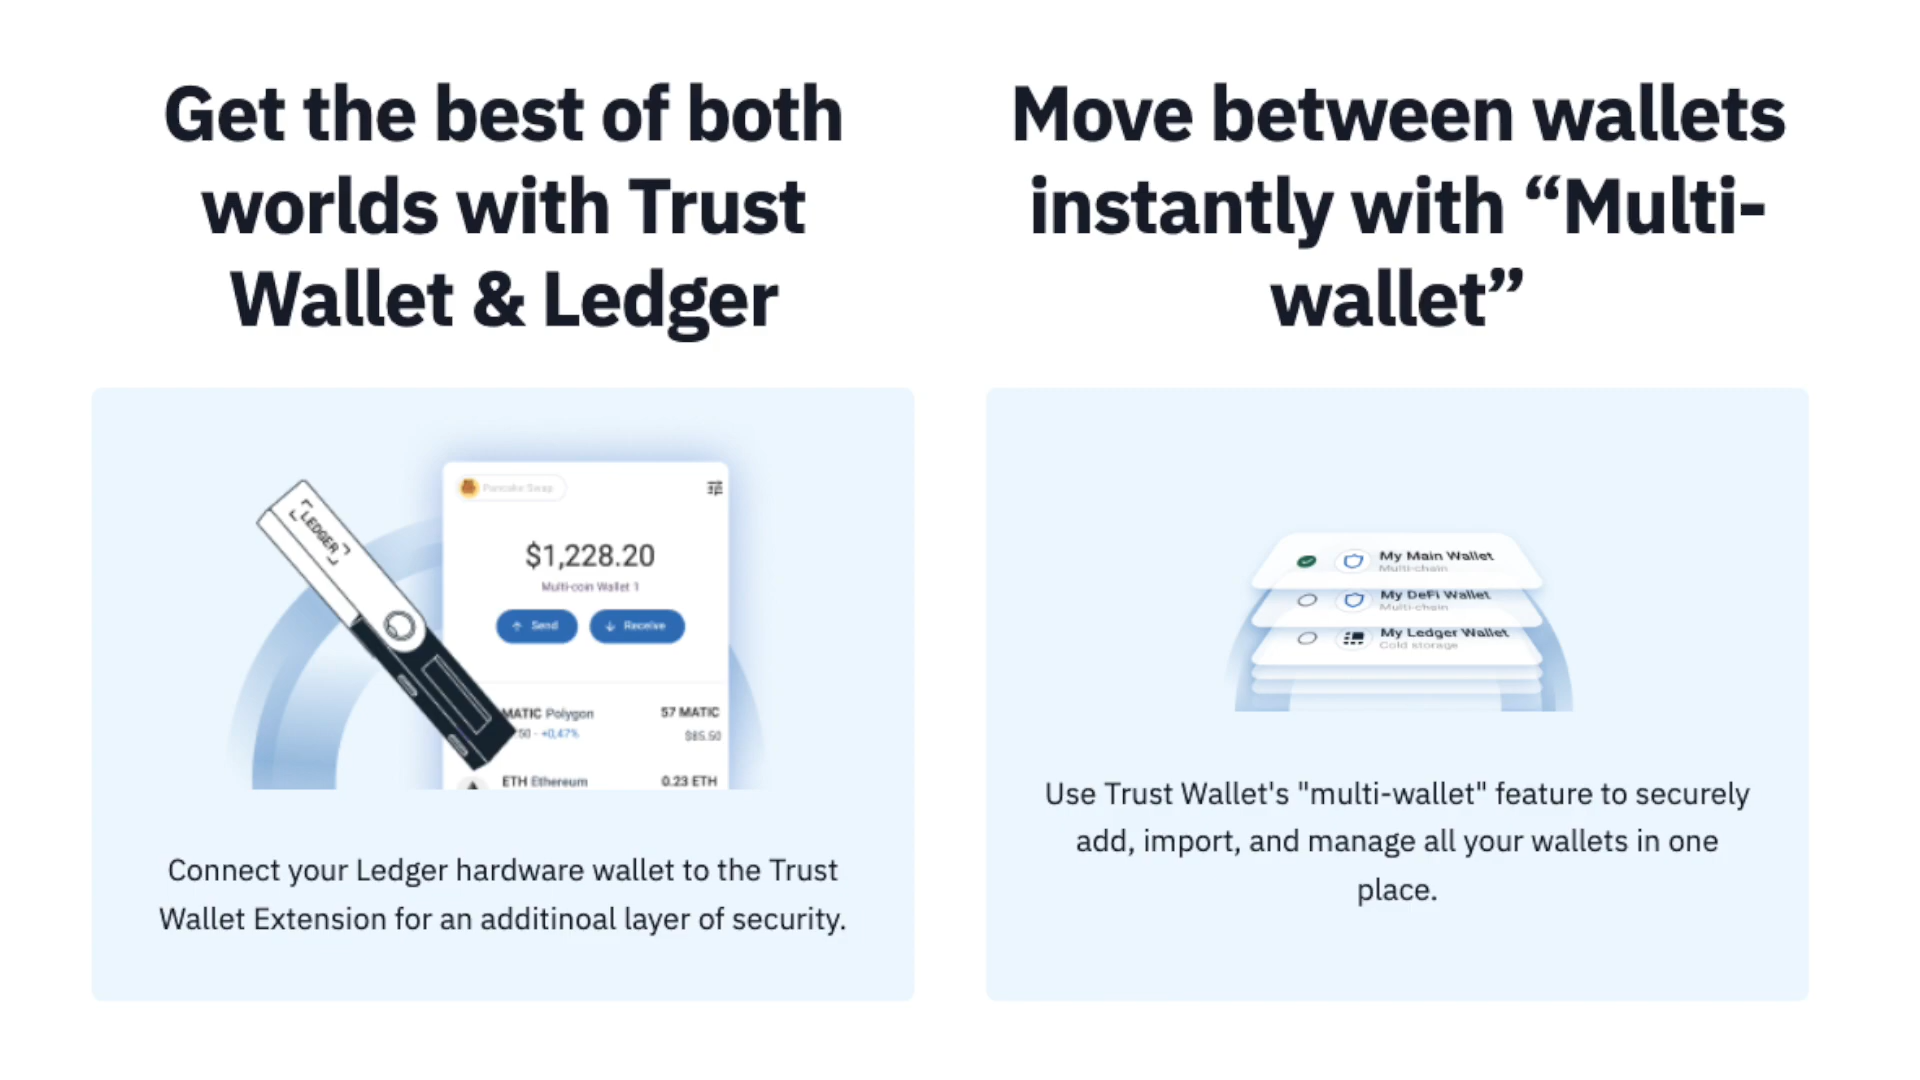 Get the best of both
worlds with Trust
Wallet & Ledger
LEDGER
Pancake Swap
$1,228.20
Multi-coin Wallet 1
Send
Receive
MATIC Polygon
57 MATIC
50 - +0,47%
$85.50
ETH Ethereum
0.23 ETH
Connect your Ledger hardware wallet to the Trust
Wallet Extension for an additinoal layer of security.
Move between wallets
instantly with “Multi-
wallet”
My Main Wallet
Multi-chain
My DeFi Wallet
Multi-chain
My Ledger Wallet
Cold storage
Use Trust Wallet's "multi-wallet" feature to securely
add, import, and manage all your wallets in one
place.